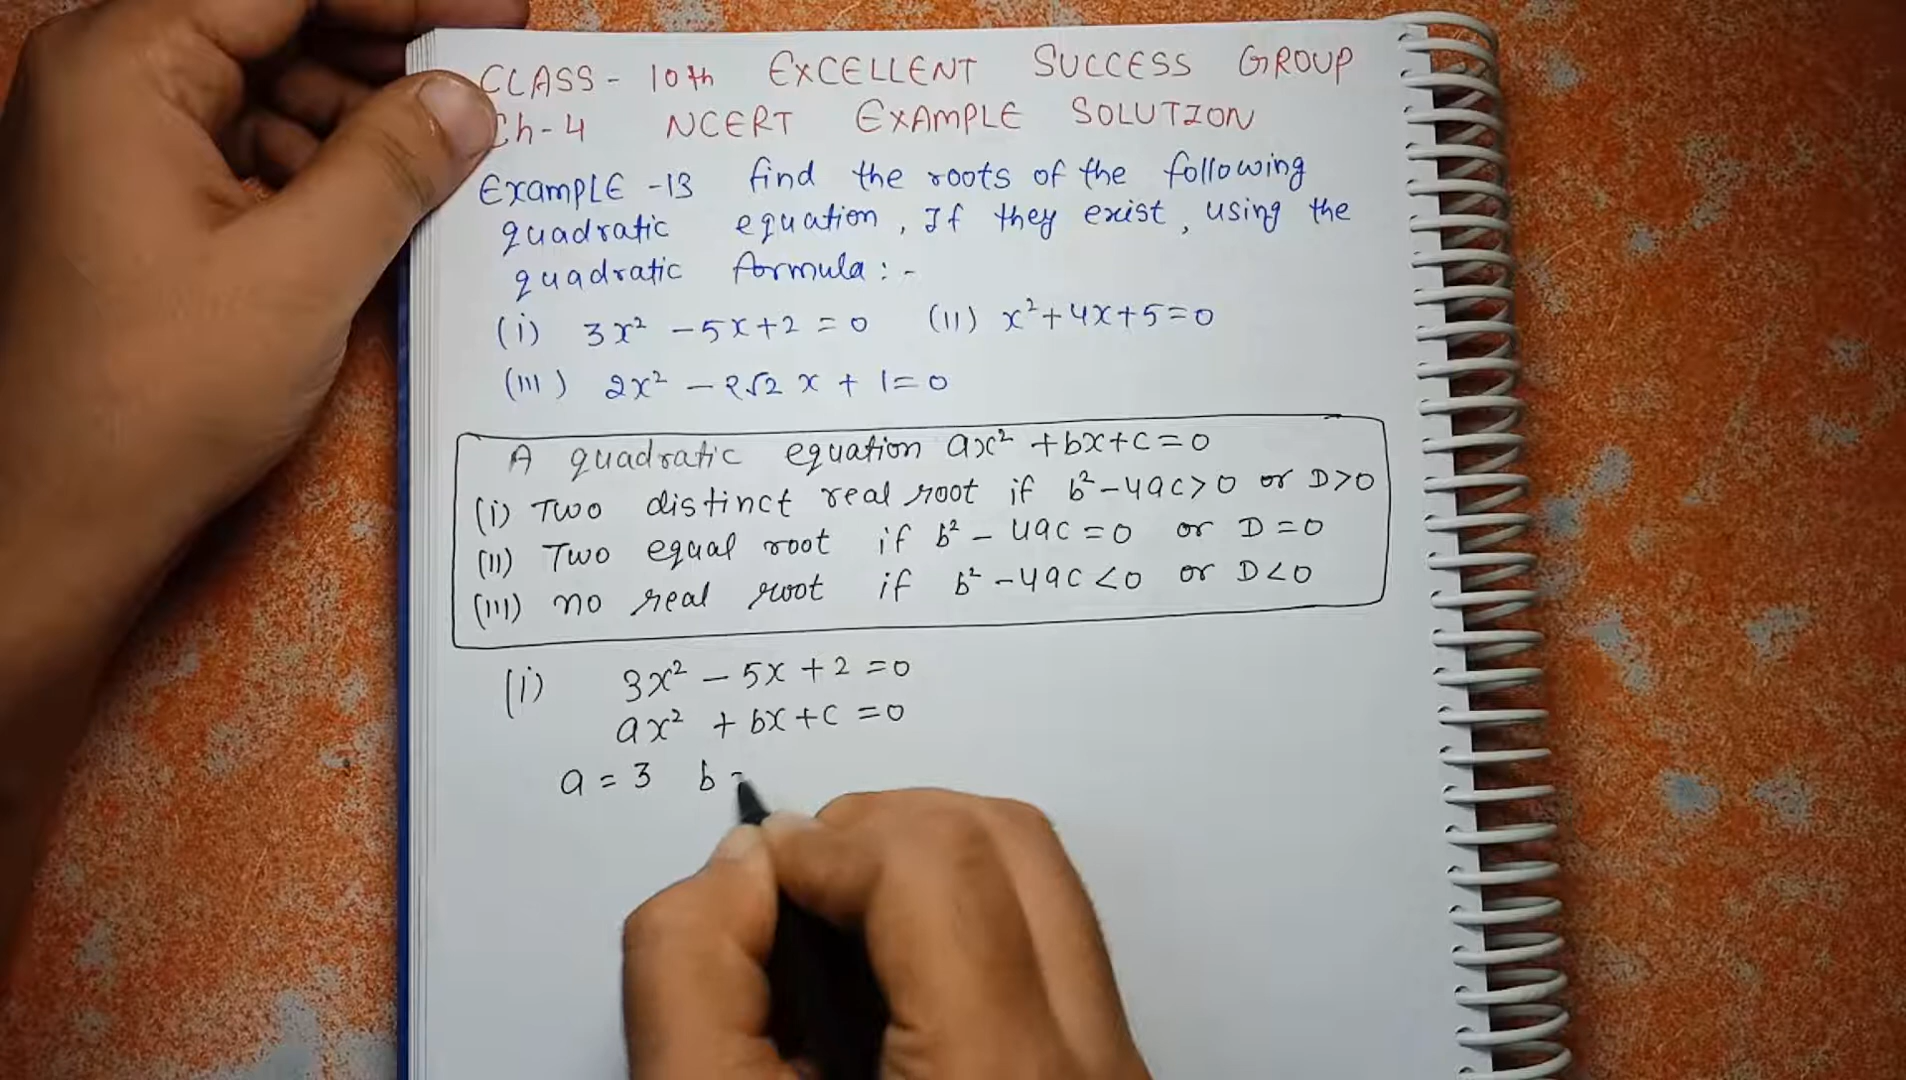 CLASS - 10th EXCELLENT SUCCESS GROUP
Ch-4 NCERT EXAMPLE SOLUTION
EXAMPLE -13 find the roots of the following
quadratic equation, If they exist, using the
quadratic formula :-
(i) 3x² - 5x + 2 = 0 (II) x² + 4x + 5 = 0
(III) 2x² - 2√2 x + 1 = 0
A quadratic equation ax² + bx + c = 0
(i) Two distinct real root if b² - 4ac > 0 or D > 0
(II) Two equal root if b² - 4ac = 0 or D = 0
(III) no real root if b² - 4ac < 0 or D < 0
(i) 3x² - 5x + 2 = 0
ax² + bx + c = 0
a = 3 b =